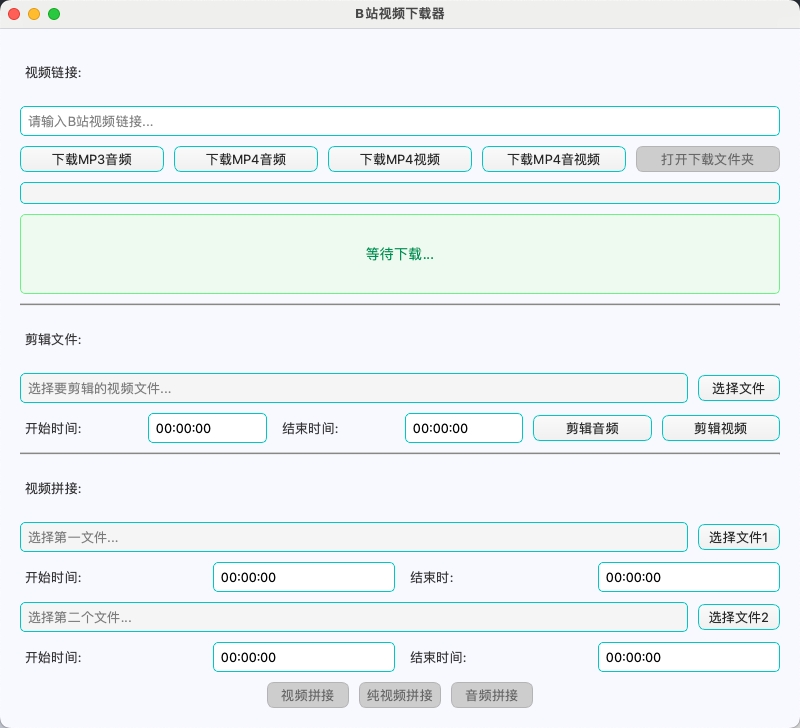 B站视频下载器
视频链接:
请输入B站视频链接...
下载MP3音频 下载MP4音频 下载MP4视频 下载MP4音视频 打开下载文件夹
等待下载...
剪辑文件:
选择要剪辑的视频文件... 选择文件
开始时间: 00:00:00 结束时间: 00:00:00 剪辑音频 剪辑视频
视频拼接:
选择第一文件... 选择文件1
开始时间: 00:00:00 结束时: 00:00:00
选择第二个文件... 选择文件2
开始时间: 00:00:00 结束时间: 00:00:00
视频拼接 纯视频拼接 音频拼接